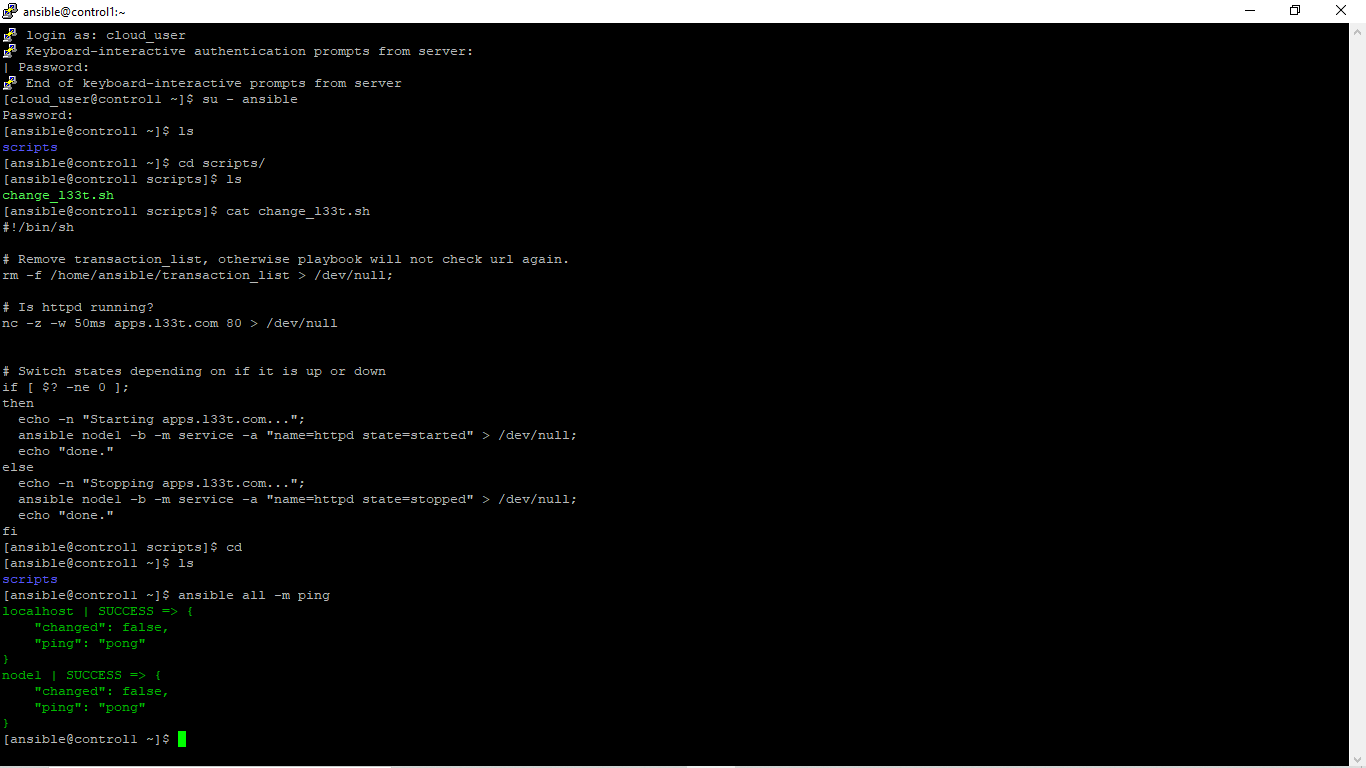 ansible@control1:~
login as: cloud_user
Keyboard-interactive authentication prompts from server:
| Password:
End of keyboard-interactive prompts from server
[cloud_user@control1 ~]$ su - ansible
Password:
[ansible@control1 ~]$ ls
scripts
[ansible@control1 ~]$ cd scripts/
[ansible@control1 scripts]$ ls
change_l33t.sh
[ansible@control1 scripts]$ cat change_l33t.sh
#!/bin/sh

# Remove transaction_list, otherwise playbook will not check url again.
rm -f /home/ansible/transaction_list > /dev/null;

# Is httpd running?
nc -z -w 50ms apps.l33t.com 80 > /dev/null


# Switch states depending on if it is up or down
if [ $? -ne 0 ];
then
  echo -n "Starting apps.l33t.com...";
  ansible node1 -b -m service -a "name=httpd state=started" > /dev/null;
  echo "done."
else
  echo -n "Stopping apps.l33t.com...";
  ansible node1 -b -m service -a "name=httpd state=stopped" > /dev/null;
  echo "done."
fi
[ansible@control1 scripts]$ cd
[ansible@control1 ~]$ ls
scripts
[ansible@control1 ~]$ ansible all -m ping
localhost | SUCCESS => {
    "changed": false,
    "ping": "pong"
}
node1 | SUCCESS => {
    "changed": false,
    "ping": "pong"
}
[ansible@control1 ~]$